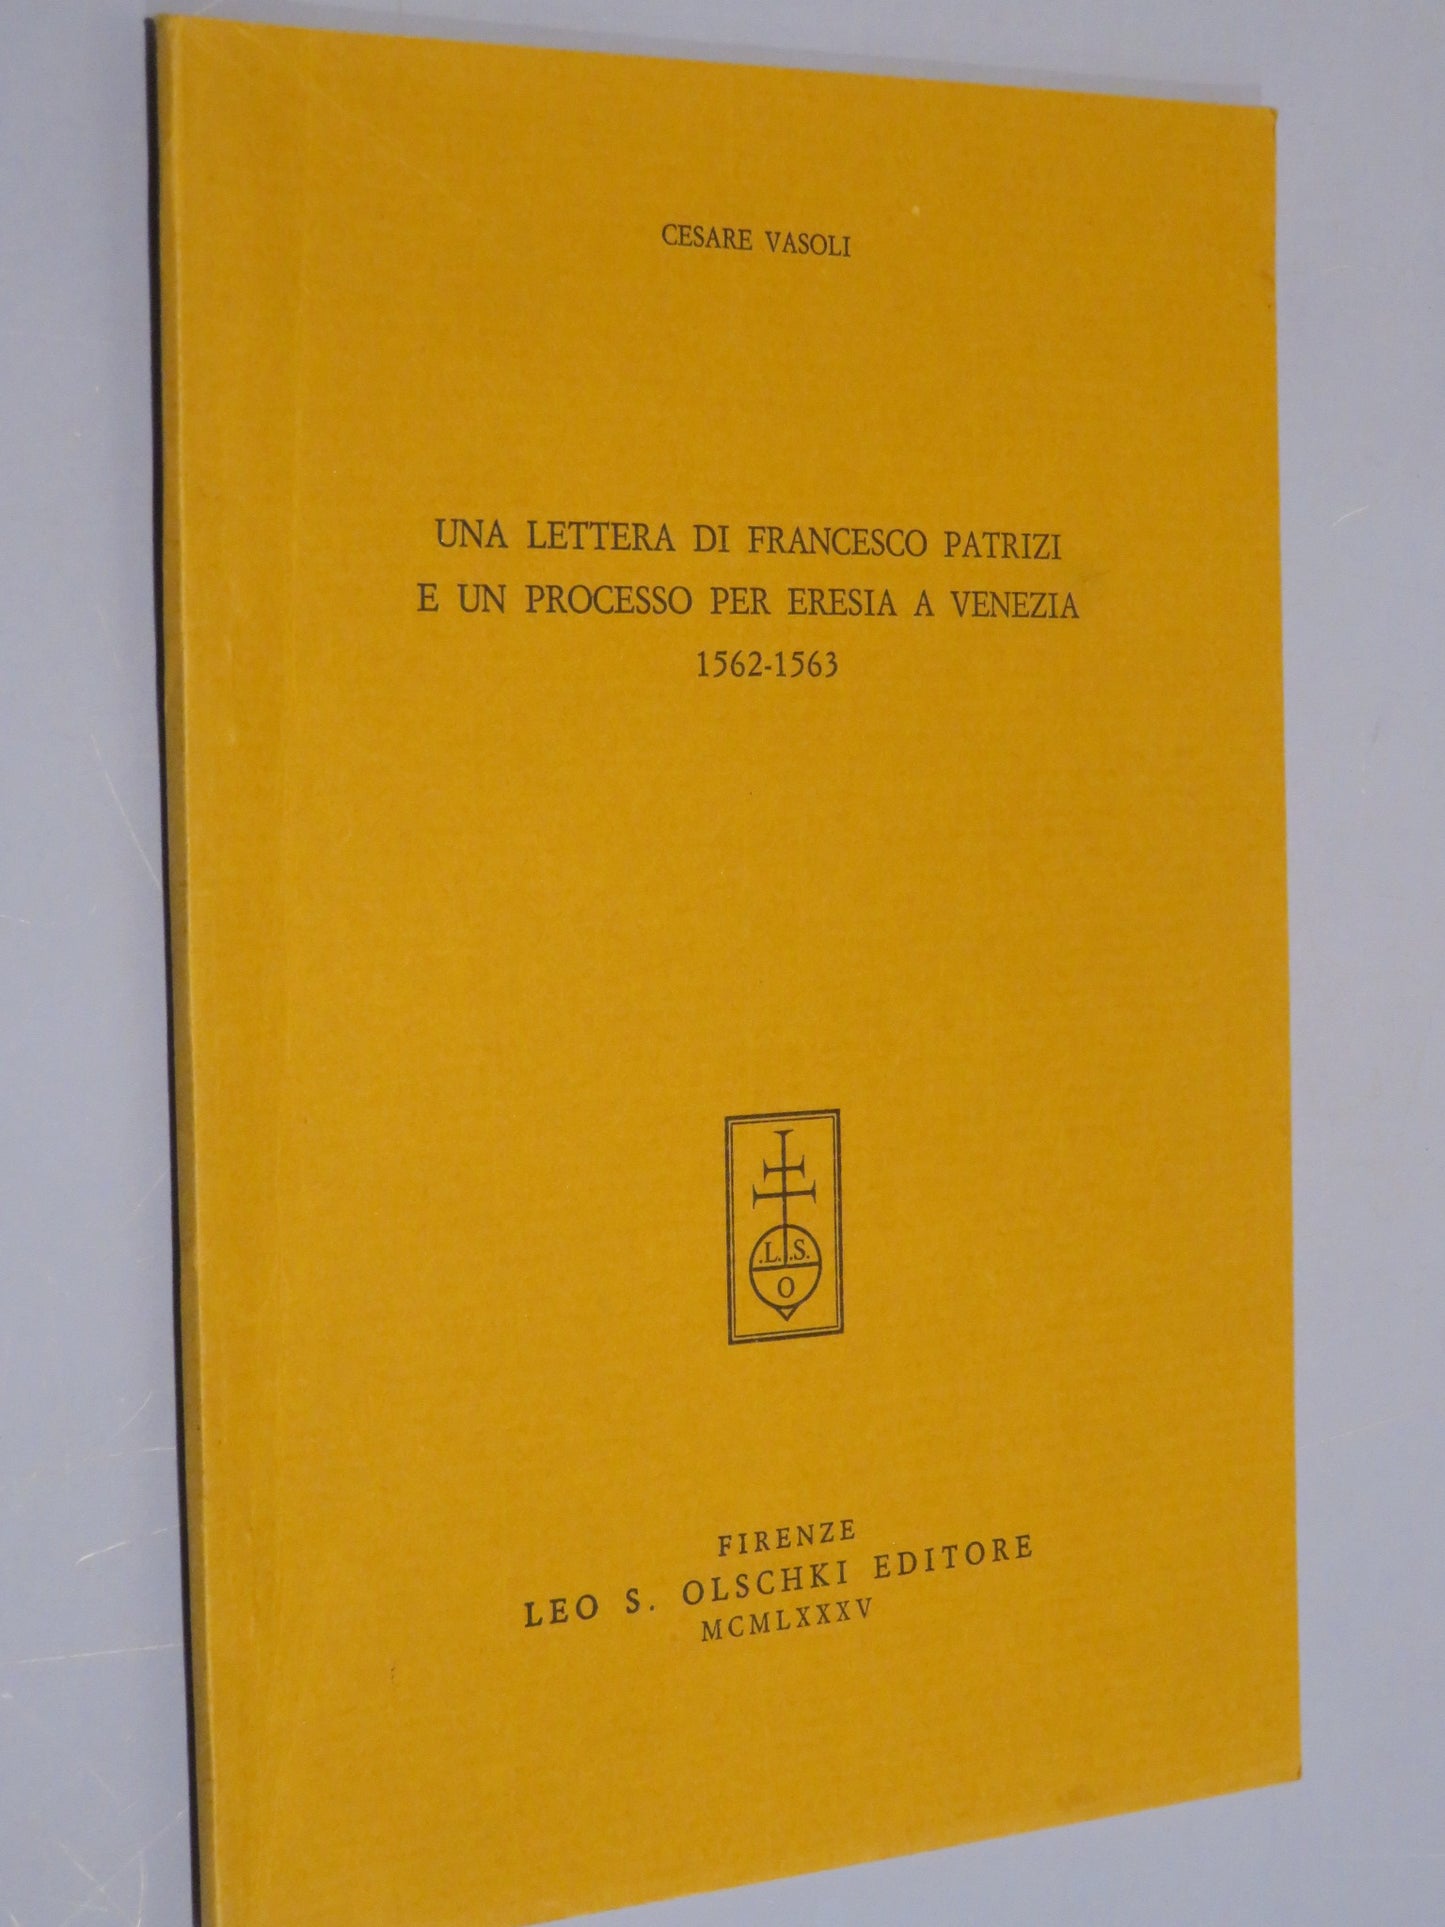 CESARE VASOLI
UNA LETTERA DI FRANCESCO PATRIZI
E UN PROCESSO PER ERESIA A VENEZIA
1562-1563
.L. .S.
O
FIRENZE
LEO S. OLSCHKI EDITORE
MCMLXXXV